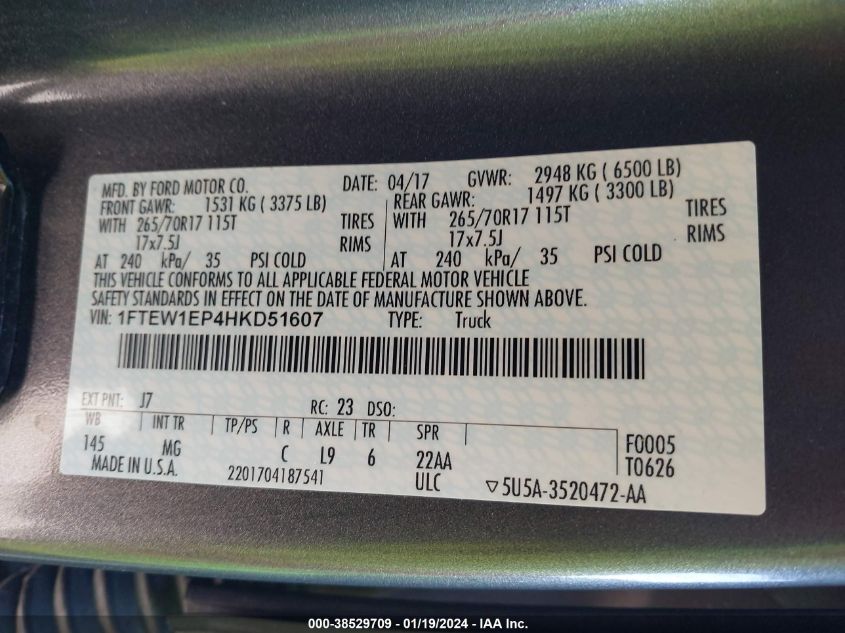 MFD. BY FORD MOTOR CO. DATE: 04/17 GVWR: 2948 KG ( 6500 LB)
FRONT GAWR: 1531 KG ( 3375 LB) REAR GAWR: 1497 KG ( 3300 LB)
WITH 265/70R17 115T TIRES WITH 265/70R17 115T TIRES
17x7.5J RIMS 17x7.5J RIMS
AT 240 kPa/ 35 PSI COLD AT 240 kPa/ 35 PSI COLD
THIS VEHICLE CONFORMS TO ALL APPLICABLE FEDERAL MOTOR VEHICLE
SAFETY STANDARDS IN EFFECT ON THE DATE OF MANUFACTURE SHOWN ABOVE.
VIN: 1FTEW1EP4HKD51607 TYPE: Truck
EXT PNT: J7 RC: 23 DSO:
WB INT TR TP/PS R AXLE TR SPR
145 MG C L9 6 22AA F0005
MADE IN U.S.A. 2201704187541 ULC T0626
▽5U5A-3520472-AA
000-38529709 - 01/19/2024 - IAAI Inc.